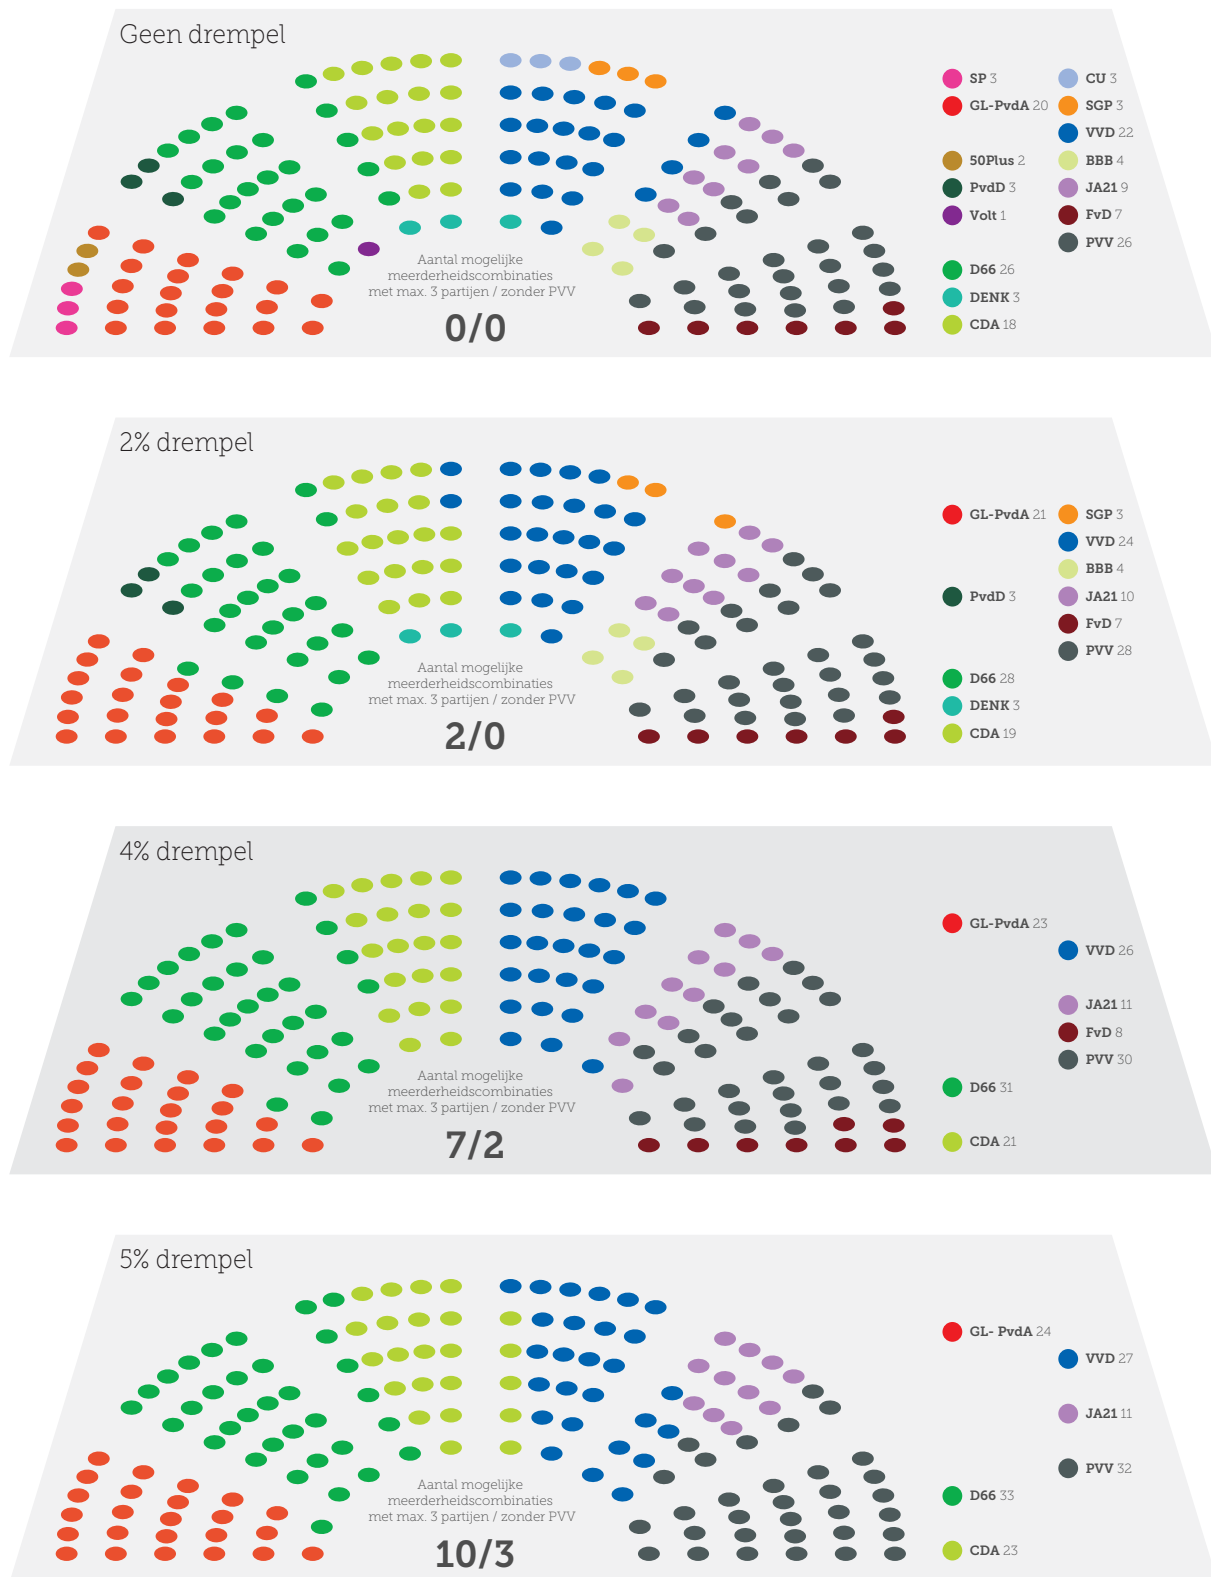 Geen drempel
SP 3
GL-PvdA 20
50Plus 2
PvdD 3
Volt 1
D66 26
DENK 3
CDA 18
CU 3
SGP 3
VVD 22
BBB 4
JA21 9
FvD 7
PVV 26
Aantal mogelijke
meerderheidscombinaties
met max. 3 partijen / zonder PVV
0/0
2% drempel
GL-PvdA 21
PvdD 3
D66 28
DENK 3
CDA 19
SGP 3
VVD 24
BBB 4
JA21 10
FvD 7
PVV 28
Aantal mogelijke
meerderheidscombinaties
met max. 3 partijen / zonder PVV
2/0
4% drempel
GL-PvdA 23
D66 31
CDA 21
VVD 26
JA21 11
FvD 8
PVV 30
Aantal mogelijke
meerderheidscombinaties
met max. 3 partijen / zonder PVV
7/2
5% drempel
GL- PvdA 24
D66 33
CDA 23
VVD 27
JA21 11
PVV 32
Aantal mogelijke
meerderheidscombinaties
met max. 3 partijen / zonder PVV
10/3